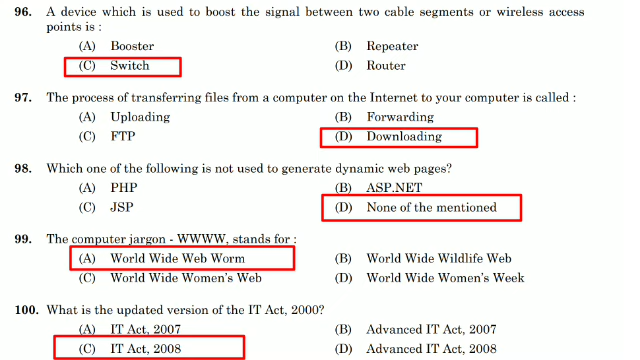 96. A device which is used to boost the signal between two cable segments or wireless access
points is :
(A) Booster (B) Repeater
(C) Switch (D) Router
97. The process of transferring files from a computer on the Internet to your computer is called :
(A) Uploading (B) Forwarding
(C) FTP (D) Downloading
98. Which one of the following is not used to generate dynamic web pages?
(A) PHP (B) ASP.NET
(C) JSP (D) None of the mentioned
99. The computer jargon - WWWW, stands for :
(A) World Wide Web Worm (B) World Wide Wildlife Web
(C) World Wide Women's Web (D) World Wide Women's Week
100. What is the updated version of the IT Act, 2000?
(A) IT Act, 2007 (B) Advanced IT Act, 2007
(C) IT Act, 2008 (D) Advanced IT Act, 2008